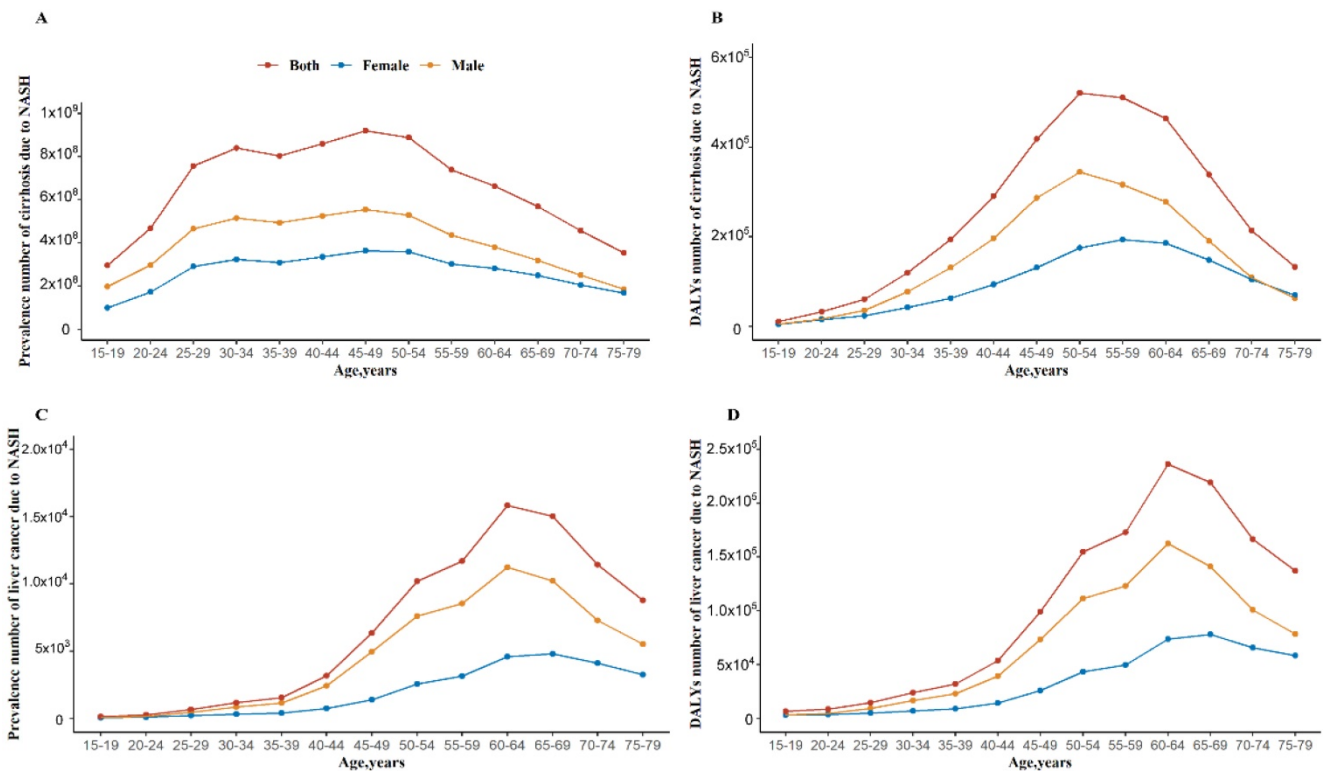 A
B
Both Female Male
Prevalence number of cirrhosis due to NASH
1x10⁹
8x10⁸
6x10⁸
4x10⁸
2x10⁸
0
15-19 20-24 25-29 30-34 35-39 40-44 45-49 50-54 55-59 60-64 65-69 70-74 75-79
Age,years
DALYs number of cirrhosis due to NASH
6x10⁵
4x10⁵
2x10⁵
0
15-19 20-24 25-29 30-34 35-39 40-44 45-49 50-54 55-59 60-64 65-69 70-74 75-79
Age,years
C
D
Prevalence number of liver cancer due to NASH
2.0x10⁴
1.5x10⁴
1.0x10⁴
5x10³
0
15-19 20-24 25-29 30-34 35-39 40-44 45-49 50-54 55-59 60-64 65-69 70-74 75-79
Age,years
DALYs number of liver cancer due to NASH
2.5x10⁵
2.0x10⁵
1.5x10⁵
1.0x10⁵
5x10⁴
0
15-19 20-24 25-29 30-34 35-39 40-44 45-49 50-54 55-59 60-64 65-69 70-74 75-79
Age,years